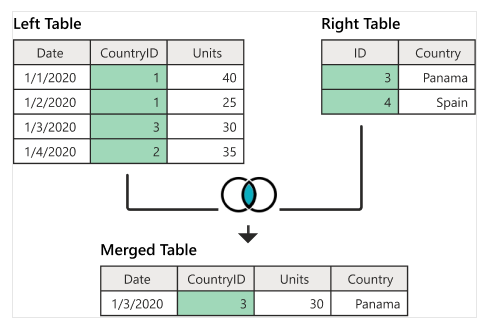 Left Table
Date CountryID Units
1/1/2020 1 40
1/2/2020 1 25
1/3/2020 3 30
1/4/2020 2 35
Right Table
ID Country
3 Panama
4 Spain
Merged Table
Date CountryID Units Country
1/3/2020 3 30 Panama